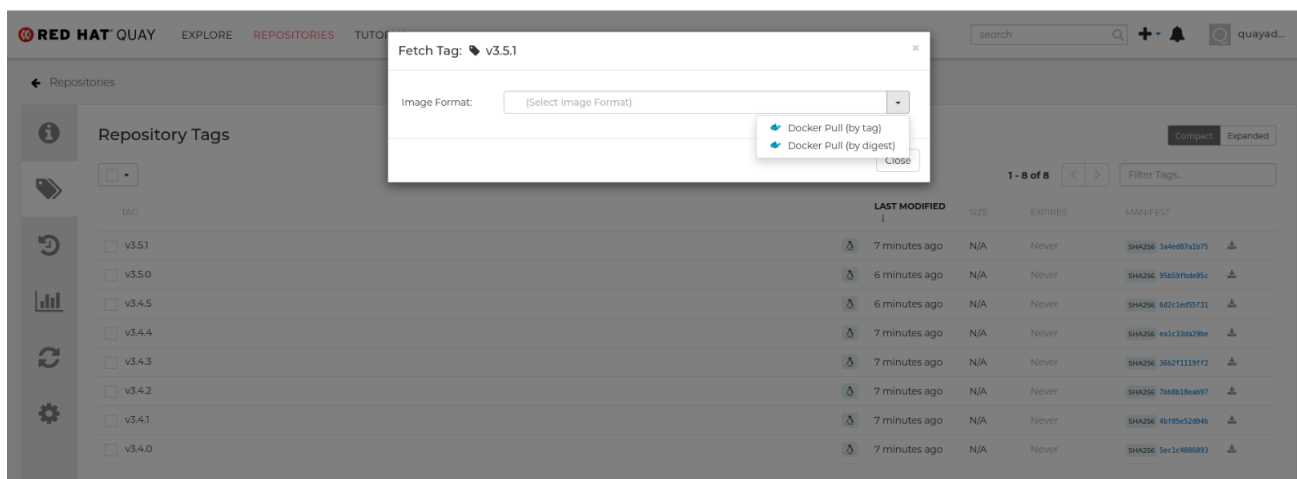 RED HAT QUAY EXPLORE REPOSITORIES TUTOR search quayad...
Fetch Tag: v3.5.1 ×
Repositories
Image Format: (Select Image Format)
Docker Pull (by tag)
Docker Pull (by digest)
Close
Repository Tags Compact Expanded
1 - 8 of 8 < > Filter Tags...
TAG LAST MODIFIED ↓ SIZE EXPIRES MANIFEST
v3.5.1 7 minutes ago N/A Never SHA256 3a4ed07a1b75
v3.5.0 6 minutes ago N/A Never SHA256 95b59fbde05c
v3.4.5 6 minutes ago N/A Never SHA256 6d2c1ed55f31
v3.4.4 7 minutes ago N/A Never SHA256 ea1c33da29be
v3.4.3 7 minutes ago N/A Never SHA256 36b2f1119ff2
v3.4.2 7 minutes ago N/A Never SHA256 7bb8b18eab97
v3.4.1 7 minutes ago N/A Never SHA256 4bf05e52d04b
v3.4.0 7 minutes ago N/A Never SHA256 5ec1c4086093